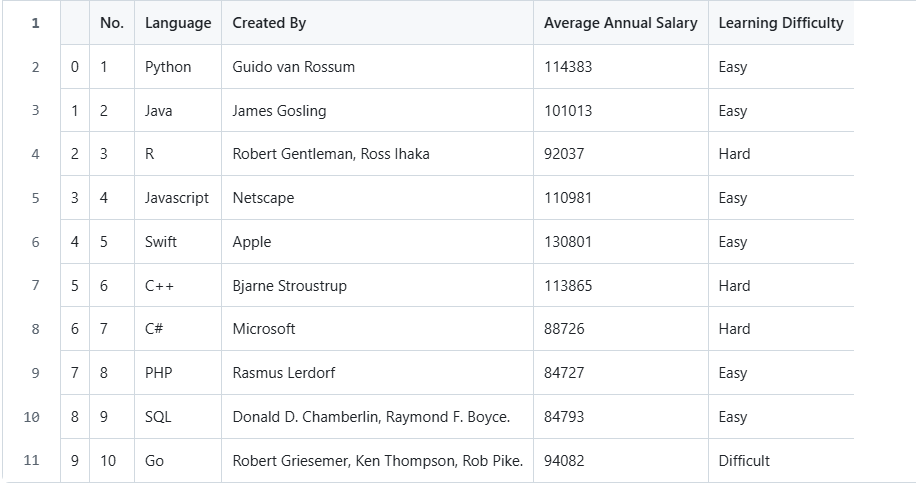 1 No. Language Created By Average Annual Salary Learning Difficulty
2 0 1 Python Guido van Rossum 114383 Easy
3 1 2 Java James Gosling 101013 Easy
4 2 3 R Robert Gentleman, Ross Ihaka 92037 Hard
5 3 4 Javascript Netscape 110981 Easy
6 4 5 Swift Apple 130801 Easy
7 5 6 C++ Bjarne Stroustrup 113865 Hard
8 6 7 C# Microsoft 88726 Hard
9 7 8 PHP Rasmus Lerdorf 84727 Easy
10 8 9 SQL Donald D. Chamberlin, Raymond F. Boyce. 84793 Easy
11 9 10 Go Robert Griesemer, Ken Thompson, Rob Pike. 94082 Difficult